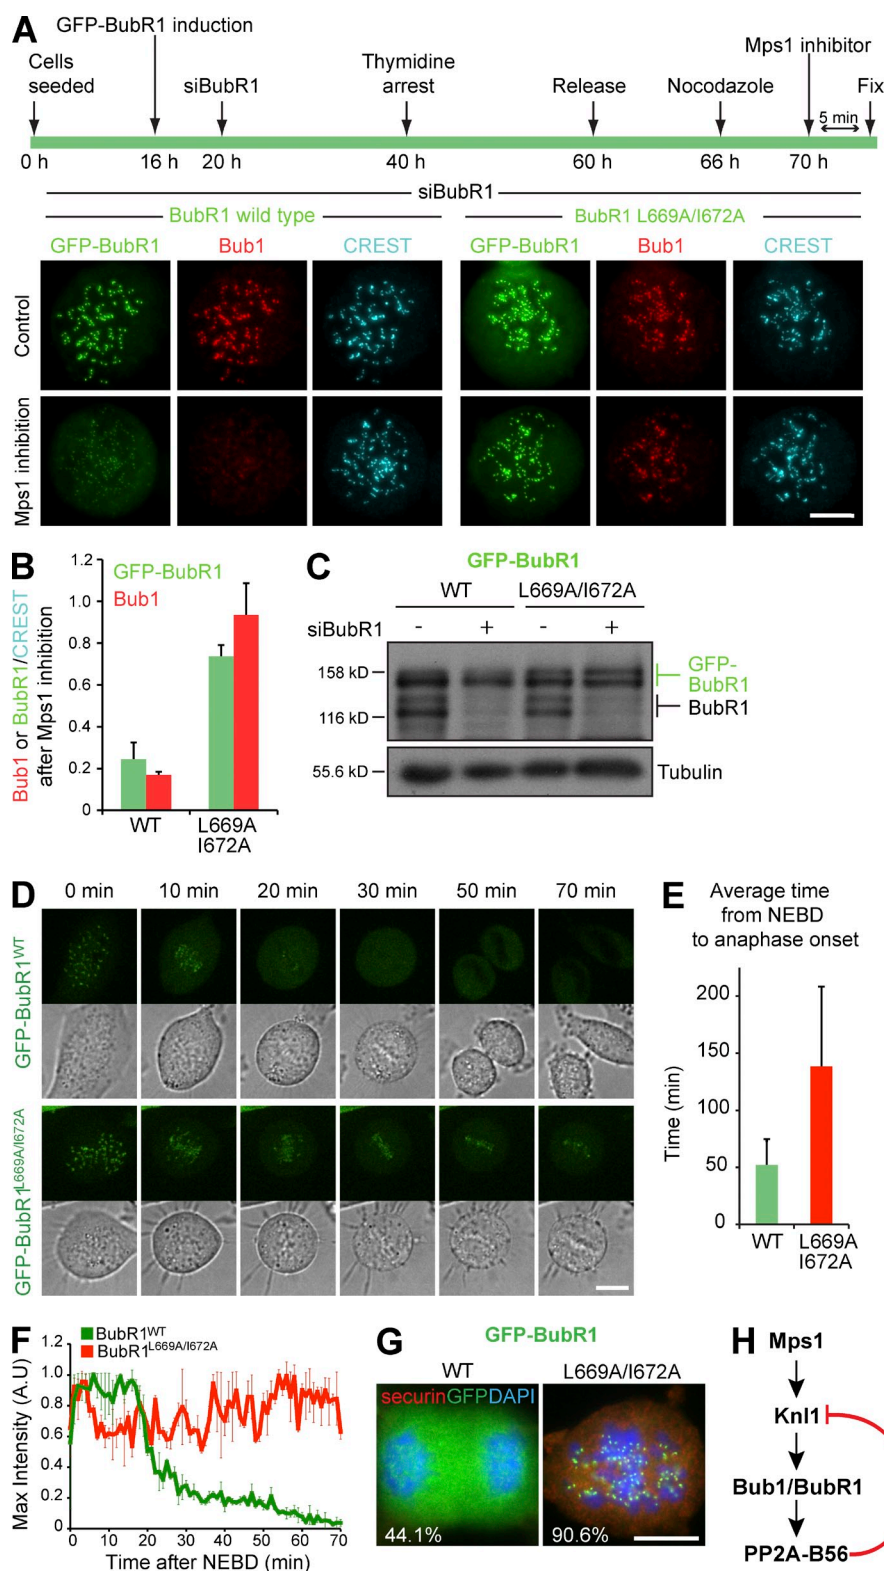 A
GFP-BubR1 induction
Mps1 inhibitor
Cells seeded
siBubR1
Thymidine arrest
Release
Nocodazole
Fix
5 min
0 h 16 h 20 h 40 h 60 h 66 h 70 h
siBubR1
BubR1 wild type BubR1 L669A/I672A
GFP-BubR1 Bub1 CREST GFP-BubR1 Bub1 CREST
Control
Mps1 inhibition
B
Bub1 or BubR1/CREST
after Mps1 inhibition
1.2
1.0
0.8
0.6
0.4
0.2
0
GFP-BubR1
Bub1
WT
L669A
I672A
C
GFP-BubR1
WT L669A/I672A
siBubR1 - + - +
158 kD
116 kD
55.6 kD
GFP-
BubR1
BubR1
Tubulin
D
0 min 10 min 20 min 30 min 50 min 70 min
GFP-BubR1WT
GFP-BubR1L669A/I672A
E
Average time
from NEBD
to anaphase onset
Time (min)
200
150
100
50
0
WT
L669A
I672A
F
BubR1WT
BubR1L669A/I672A
Max Intensity (A.U)
1.2
1.0
0.8
0.6
0.4
0.2
0
0 10 20 30 40 50 60 70
Time after NEBD (min)
G
GFP-BubR1
WT L669A/I672A
securinGFPDAPI
44.1% 90.6%
H
Mps1
Knl1
Bub1/BubR1
PP2A-B56